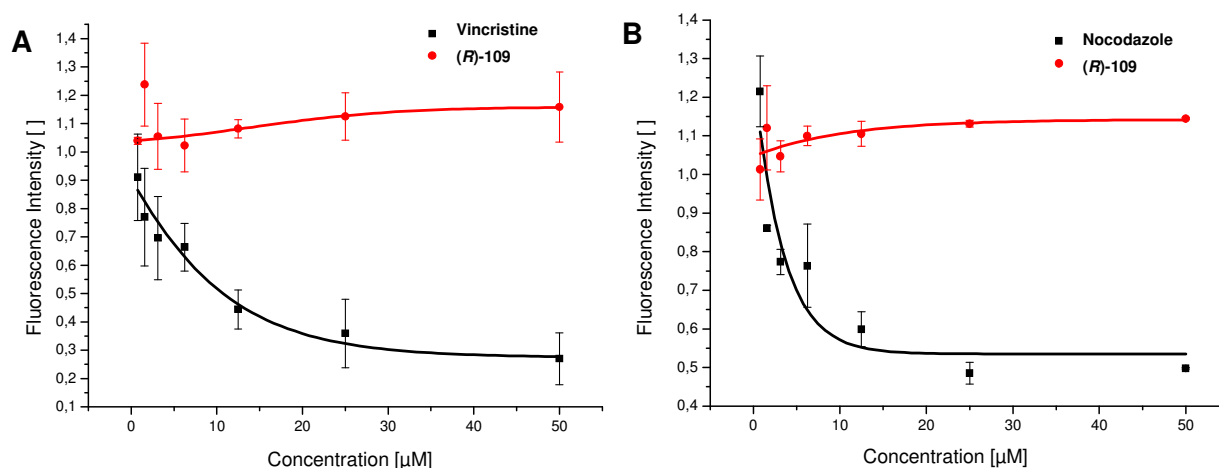 A
Vincristine
(R)-109
1,4
1,3
1,2
1,1
1,0
0,9
0,8
0,7
0,6
0,5
0,4
0,3
0,2
0,1
Fluorescence Intensity [ ]
0 10 20 30 40 50
Concentration [µM]
B
Nocodazole
(R)-109
1,4
1,3
1,2
1,1
1,0
0,9
0,8
0,7
0,6
0,5
0,4
Fluorescence Intensity [ ]
0 10 20 30 40 50
Concentration [µM]